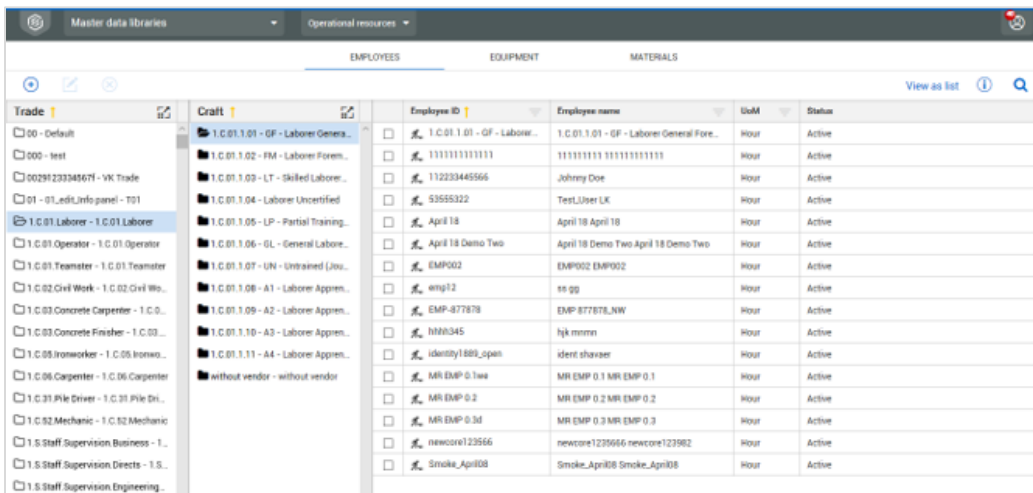 Master data libraries
Operational resources
EMPLOYEES EQUIPMENT MATERIALS
View as list
Trade
00 - Default
000 - test
0029123334567f - VK Trade
01 - 01_edit_Info panel - T01
1.C.01.Laborer - 1.C.01.Laborer
1.C.01.Operator - 1.C.01.Operator
1.C.01.Teamster - 1.C.01.Teamster
1.C.02.Civil Work - 1.C.02.Civil Wo...
1.C.03.Concrete Carpenter - 1.C.0...
1.C.03.Concrete Finisher - 1.C.03....
1.C.05.Ironworker - 1.C.05.Ironwo...
1.C.06.Carpenter - 1.C.06.Carpenter
1.C.31.Pile Driver - 1.C.31.Pile Dri...
1.C.52.Mechanic - 1.C.52.Mechanic
1.S.Staff.Supervision.Business - 1...
1.S.Staff.Supervision.Directs - 1.S...
1.S.Staff.Supervision.Engineering...
Craft
1.C.01.1.01 - GF - Laborer Genera...
1.C.01.1.02 - FM - Laborer Forem...
1.C.01.1.03 - LT - Skilled Laborer...
1.C.01.1.04 - Laborer Uncertified
1.C.01.1.05 - LP - Partial Training...
1.C.01.1.06 - GL - General Labore...
1.C.01.1.07 - UN - Untrained (Jou...
1.C.01.1.08 - A1 - Laborer Appren...
1.C.01.1.09 - A2 - Laborer Appren...
1.C.01.1.10 - A3 - Laborer Appren...
1.C.01.1.11 - A4 - Laborer Appren...
without vendor - without vendor
Employee ID Employee name UoM Status
1.C.01.1.01 - GF - Laborer... 1.C.01.1.01 - GF - Laborer General Fore... Hour Active
1111111111111 111111111 111111111111 Hour Active
112233445566 Johnny Doe Hour Active
53555322 Test_User LK Hour Active
April 18 April 18 April 18 Hour Active
April 18 Demo Two April 18 Demo Two April 18 Demo Two Hour Active
EMP002 EMP002 EMP002 Hour Active
emp12 ss gg Hour Active
EMP-877878 EMP 877878_NW Hour Active
hhhh345 hjk mnmn Hour Active
identity1889_open ident shavaer Hour Active
MR EMP 0.1we MR EMP 0.1 MR EMP 0.1 Hour Active
MR EMP 0.2 MR EMP 0.2 MR EMP 0.2 Hour Active
MR EMP 0.3d MR EMP 0.3 MR EMP 0.3 Hour Active
newcore123566 newcore1235666 newcore123982 Hour Active
Smoke_April08 Smoke_April08 Smoke_April08 Hour Active